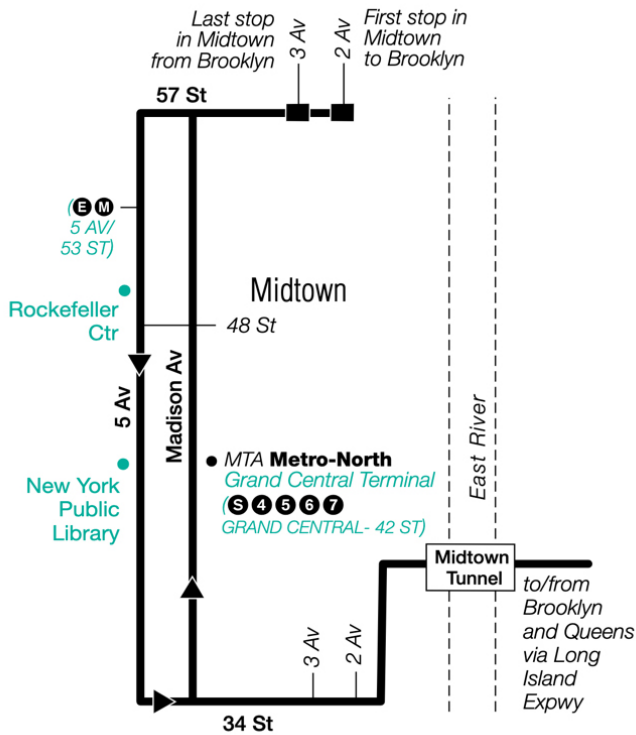 Last stop
in Midtown
from Brooklyn
3 Av
2 Av
First stop in
Midtown
to Brooklyn
57 St
(E M
5 AV/
53 ST)
Rockefeller
Ctr
Midtown
48 St
5 Av
Madison Av
East River
New York
Public
Library
MTA Metro-North
Grand Central Terminal
(S 4 5 6 7
GRAND CENTRAL- 42 ST)
Midtown
Tunnel
to/from
Brooklyn
and Queens
via Long
Island
Expwy
3 Av
2 Av
34 St